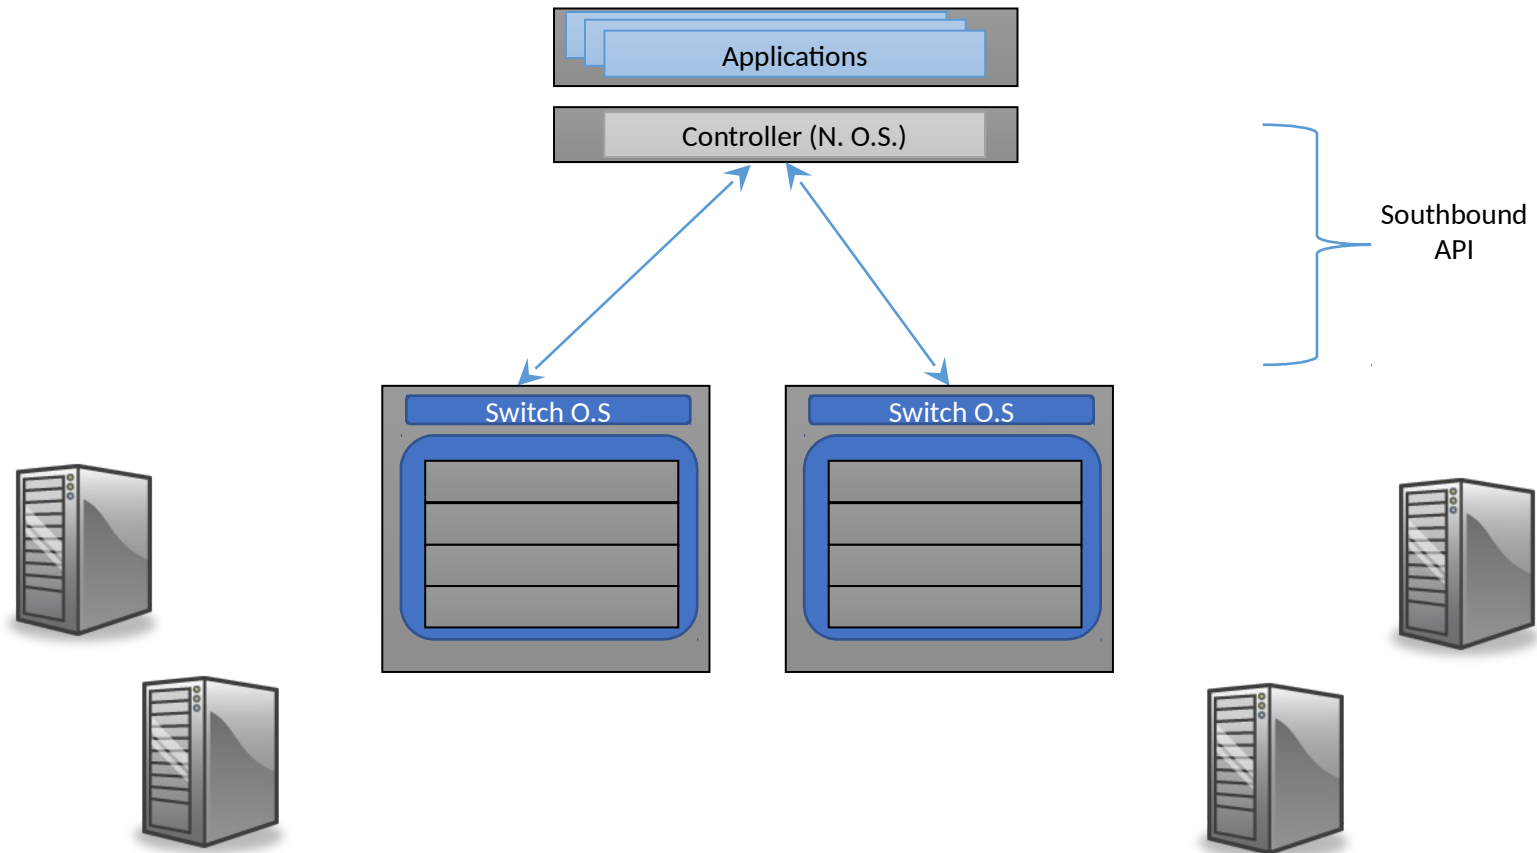 Applications
Controller (N. O.S.)
Southbound
API
Switch O.S
Switch O.S